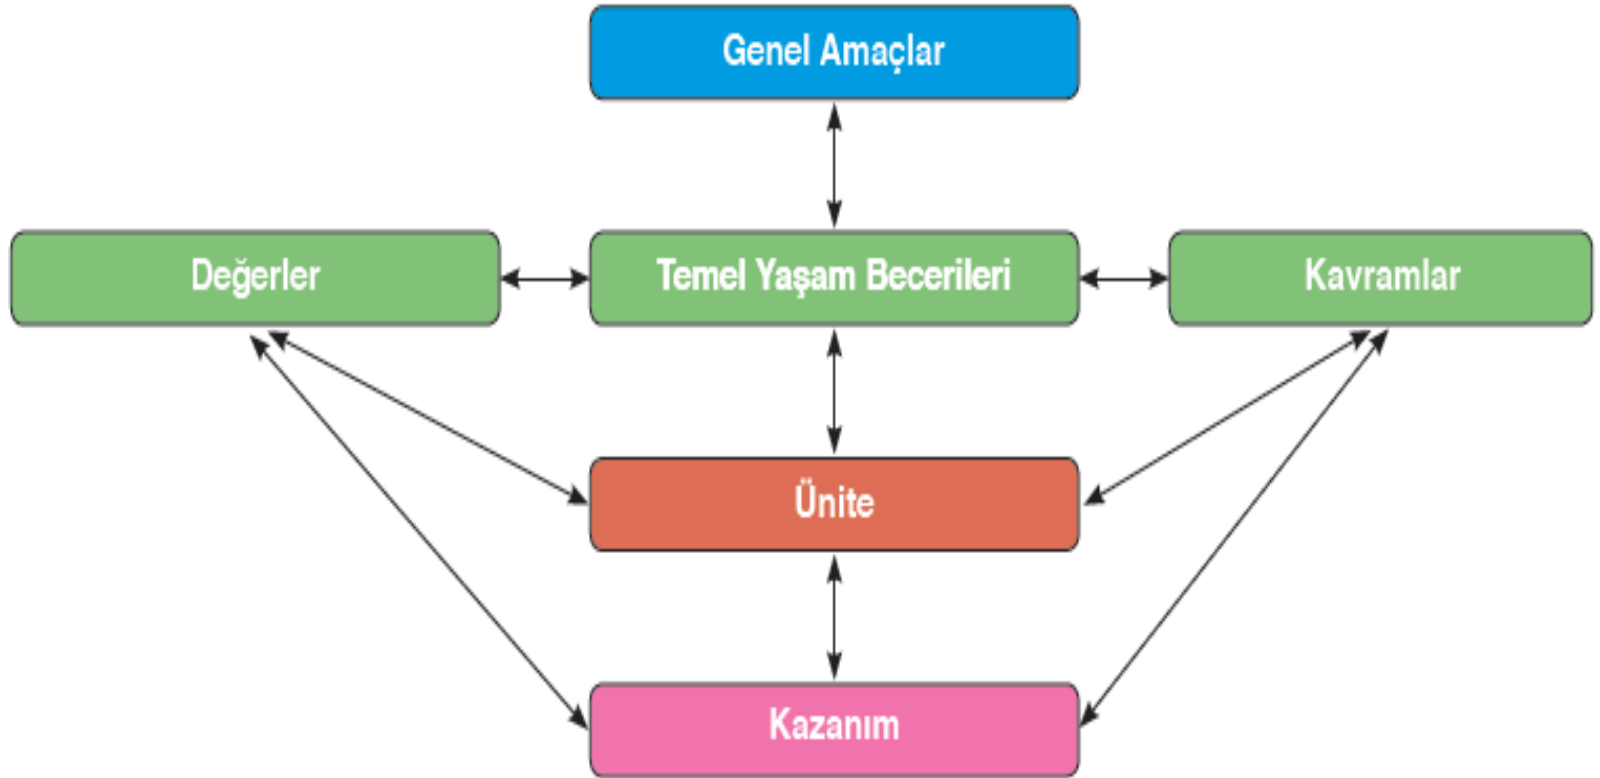 Genel Amaçlar
Değerler
Temel Yaşam Becerileri
Kavramlar
Ünite
Kazanım